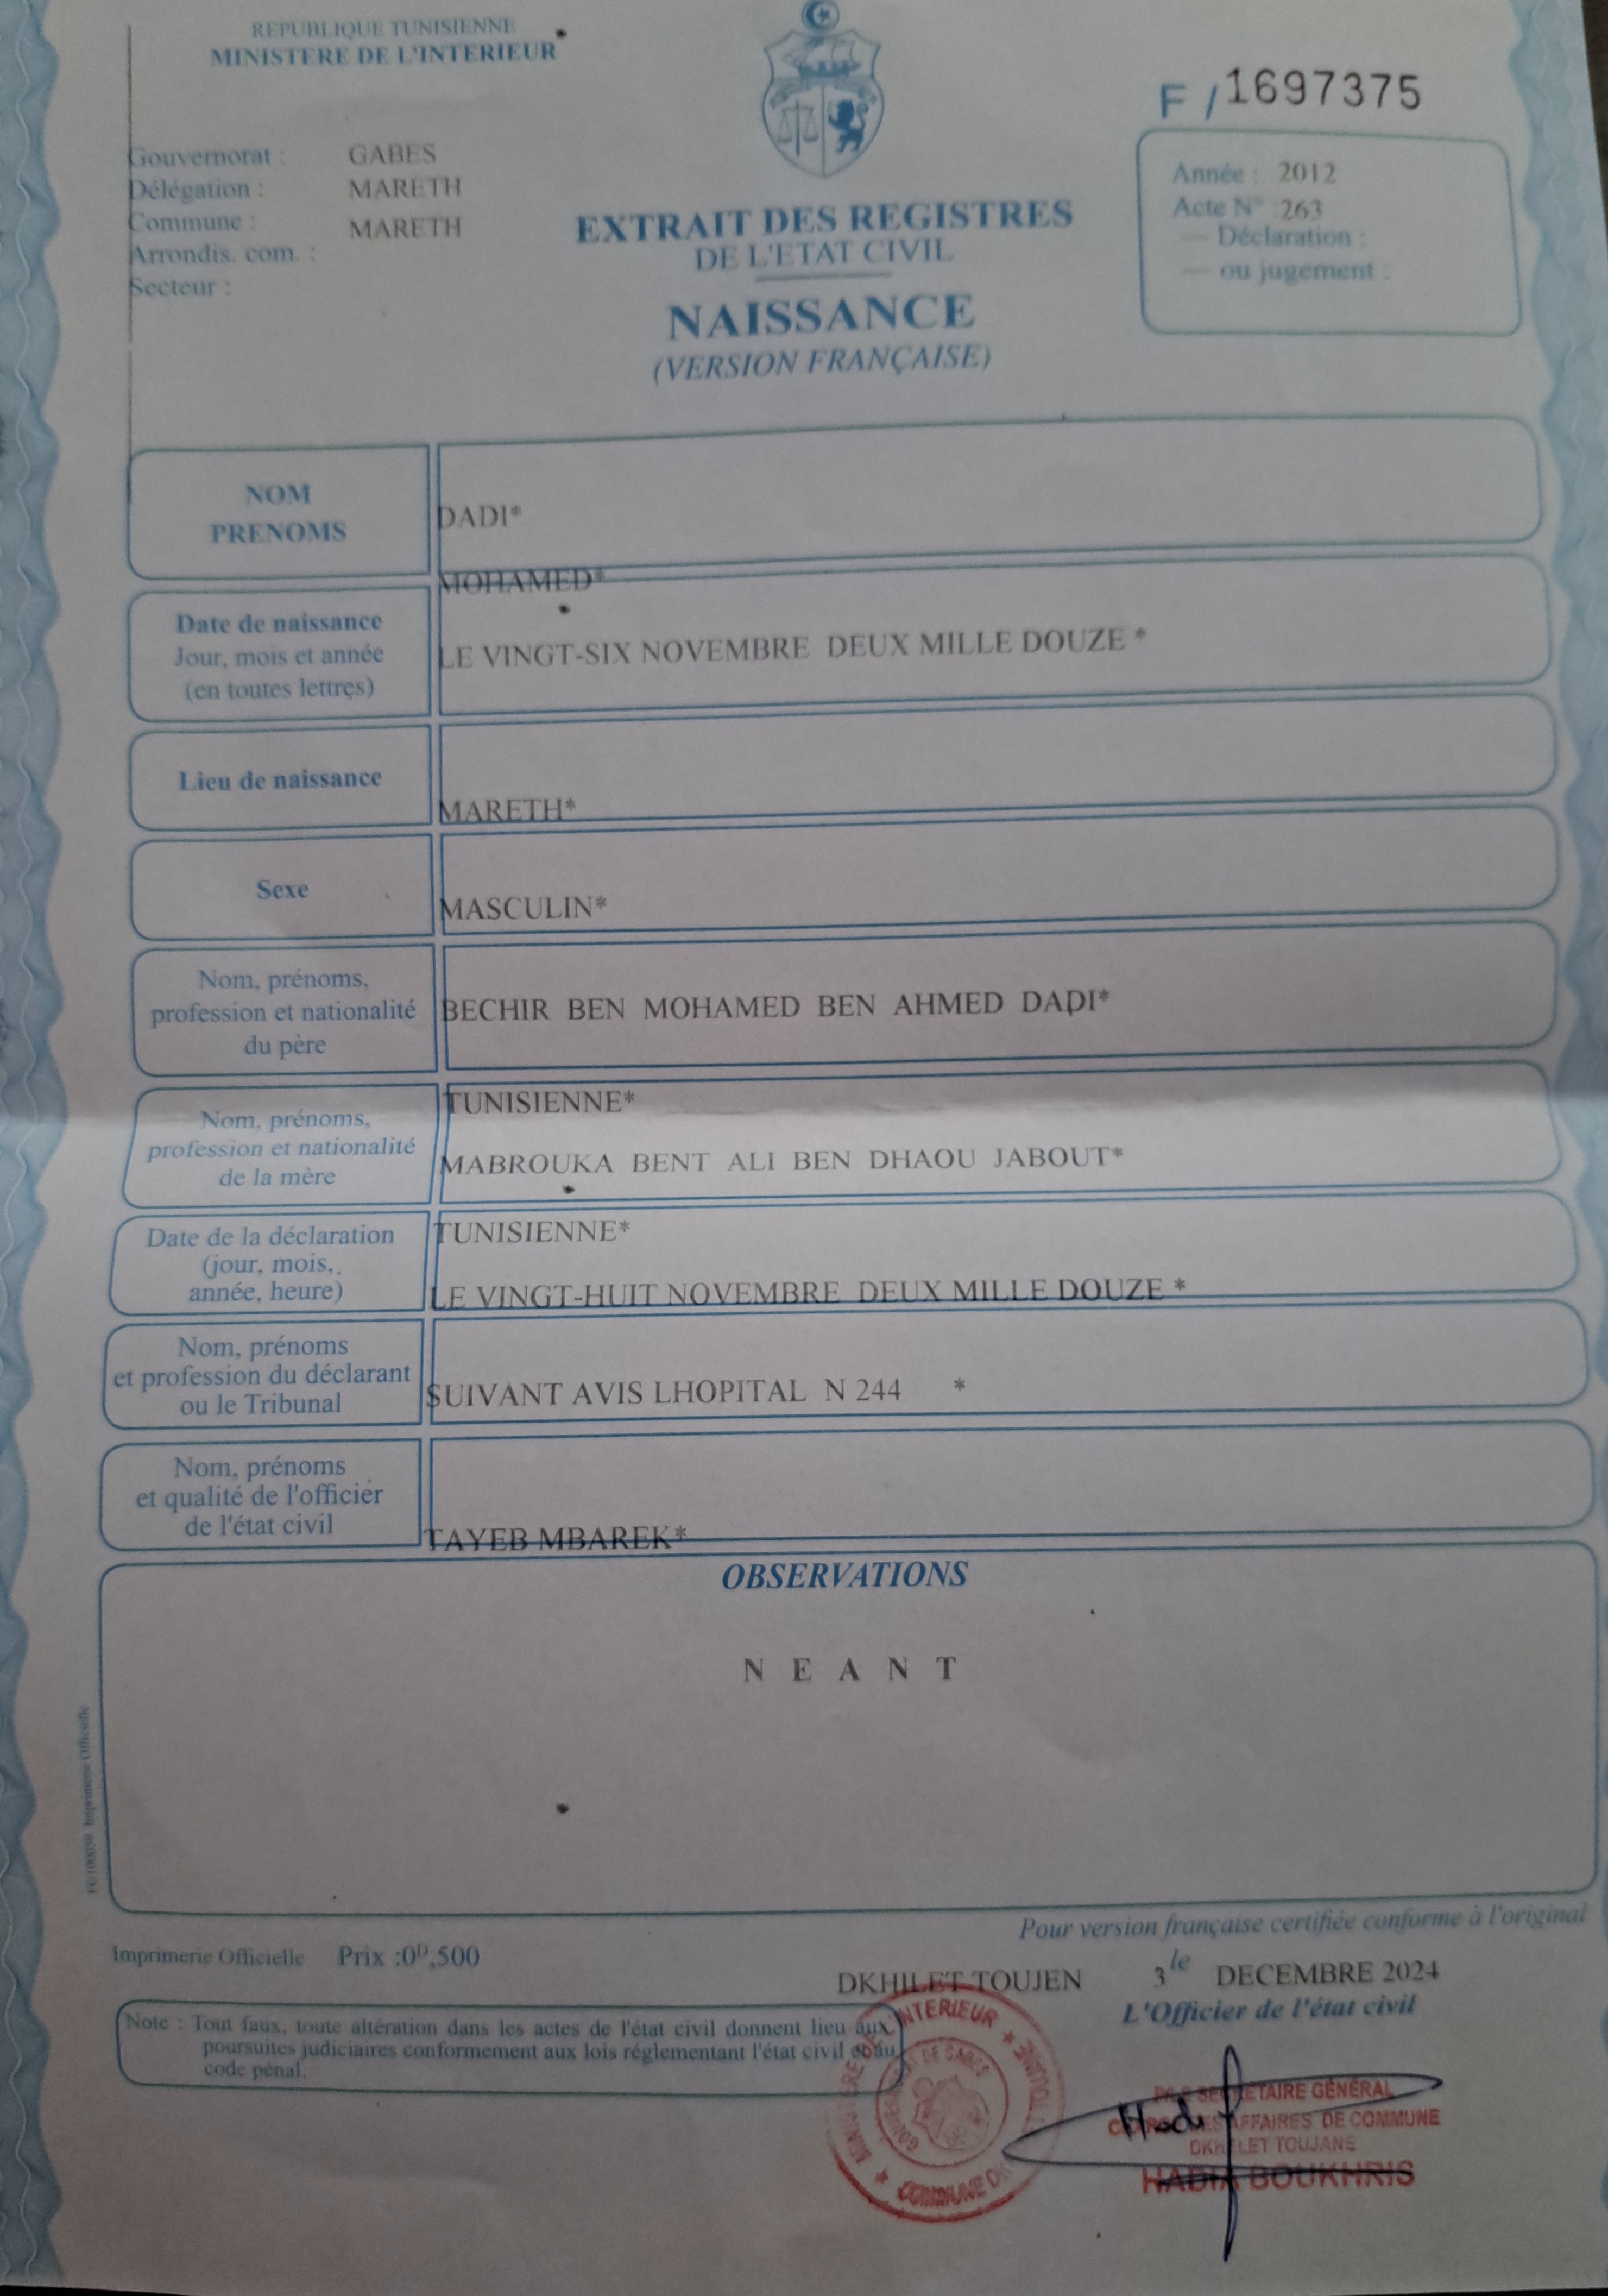 REPUBLIQUE TUNISIENNE
MINISTERE DE L'INTERIEUR
F / 1697375
Gouvernorat : GABES
Délégation : MARETH
Commune : MARETH
Arrondis. com. :
Secteur :
Année : 2012
Acte N° :263
— Déclaration :
— ou jugement :
EXTRAIT DES REGISTRES
DE L'ETAT CIVIL
NAISSANCE
(VERSION FRANÇAISE)
NOM
PRENOMS
DADI*
MOHAMED*
Date de naissance
Jour, mois et année
(en toutes lettres)
LE VINGT-SIX NOVEMBRE DEUX MILLE DOUZE *
Lieu de naissance
MARETH*
Sexe
MASCULIN*
Nom, prénoms,
profession et nationalité
du père
BECHIR BEN MOHAMED BEN AHMED DADI*
TUNISIENNE*
Nom, prénoms,
profession et nationalité
de la mère
MABROUKA BENT ALI BEN DHAOU JABOUT*
TUNISIENNE*
Date de la déclaration
(jour, mois,
année, heure)
LE VINGT-HUIT NOVEMBRE DEUX MILLE DOUZE *
Nom, prénoms
et profession du déclarant
ou le Tribunal
SUIVANT AVIS LHOPITAL N 244 *
Nom, prénoms
et qualité de l'officier
de l'état civil
TAYEB MBAREK*
OBSERVATIONS
N E A N T
Imprimerie Officielle
Pour version française certifiée conforme à l'original
Imprimerie Officielle Prix :0ᴰ,500
DKHILET TOUJEN 3 le DECEMBRE 2024
L'Officier de l'état civil
Note : Tout faux, toute altération dans les actes de l'état civil donnent lieu aux
poursuites judiciaires conformement aux lois réglementant l'état civil et au
code pénal.
SECRETAIRE GÉNÉRAL
AFFAIRES DE COMMUNE
DKHILET TOUJANE
HADIA BOUKHRIS
COMMUNE